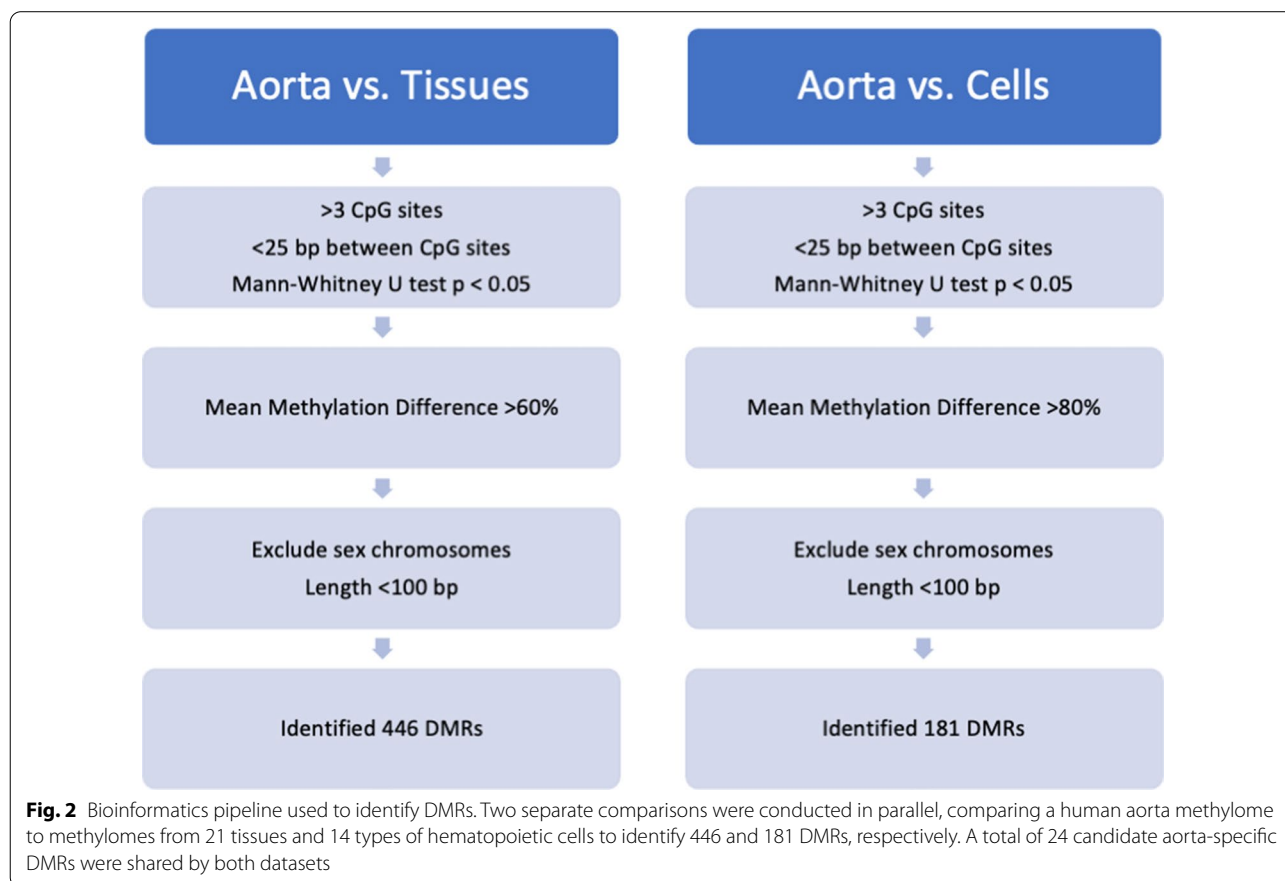 Aorta vs. Tissues
>3 CpG sites
<25 bp between CpG sites
Mann-Whitney U test p < 0.05
Mean Methylation Difference >60%
Exclude sex chromosomes
Length <100 bp
Identified 446 DMRs
Aorta vs. Cells
>3 CpG sites
<25 bp between CpG sites
Mann-Whitney U test p < 0.05
Mean Methylation Difference >80%
Exclude sex chromosomes
Length <100 bp
Identified 181 DMRs
Fig. 2 Bioinformatics pipeline used to identify DMRs. Two separate comparisons were conducted in parallel, comparing a human aorta methylome
to methylomes from 21 tissues and 14 types of hematopoietic cells to identify 446 and 181 DMRs, respectively. A total of 24 candidate aorta-specific
DMRs were shared by both datasets